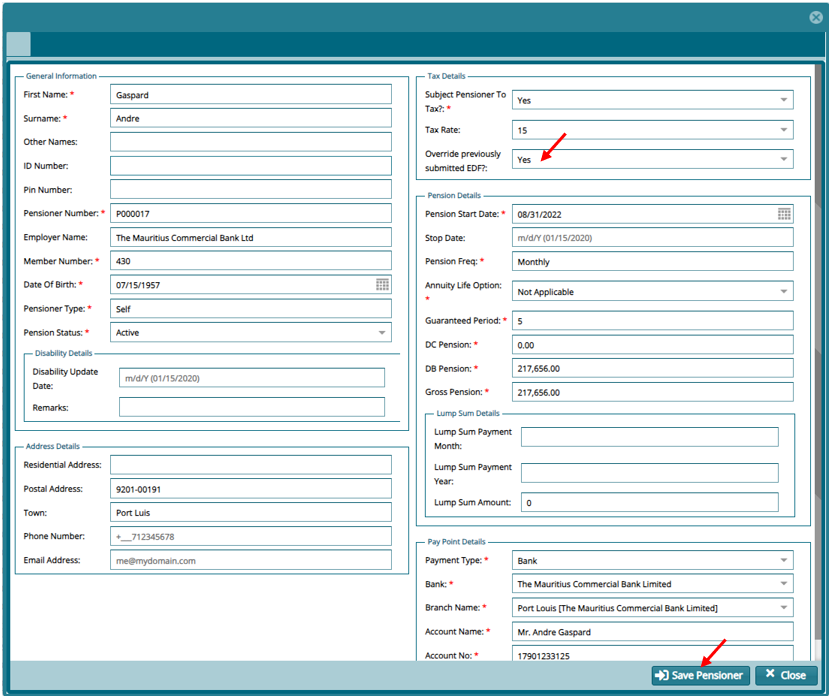 General Information
First Name: *
Gaspard
Surname: *
Andre
Other Names:
ID Number:
Pin Number:
Pensioner Number: *
P000017
Employer Name:
The Mauritius Commercial Bank Ltd
Member Number: *
430
Date Of Birth: *
07/15/1957
Pensioner Type: *
Self
Pension Status: *
Active
Disability Details
Disability Update
Date:
m/d/Y (01/15/2020)
Remarks:
Address Details
Residential Address:
Postal Address:
9201-00191
Town:
Port Luis
Phone Number:
+__712345678
Email Address:
me@mydomain.com
Tax Details
Subject Pensioner To
Tax?: *
Yes
Tax Rate:
15
Override previously
submitted EDF?:
Yes
Pension Details
Pension Start Date: *
08/31/2022
Stop Date:
m/d/Y (01/15/2020)
Pension Freq: *
Monthly
Annuity Life Option:
*
Not Applicable
Guaranteed Period: *
5
DC Pension: *
0.00
DB Pension: *
217,656.00
Gross Pension: *
217,656.00
Lump Sum Details
Lump Sum Payment
Month:
Lump Sum Payment
Year:
Lump Sum Amount:
0
Pay Point Details
Payment Type: *
Bank
Bank: *
The Mauritius Commercial Bank Limited
Branch Name: *
Port Louis [The Mauritius Commercial Bank Limited]
Account Name: *
Mr. Andre Gaspard
Account No: *
17901233125
Save Pensioner
Close